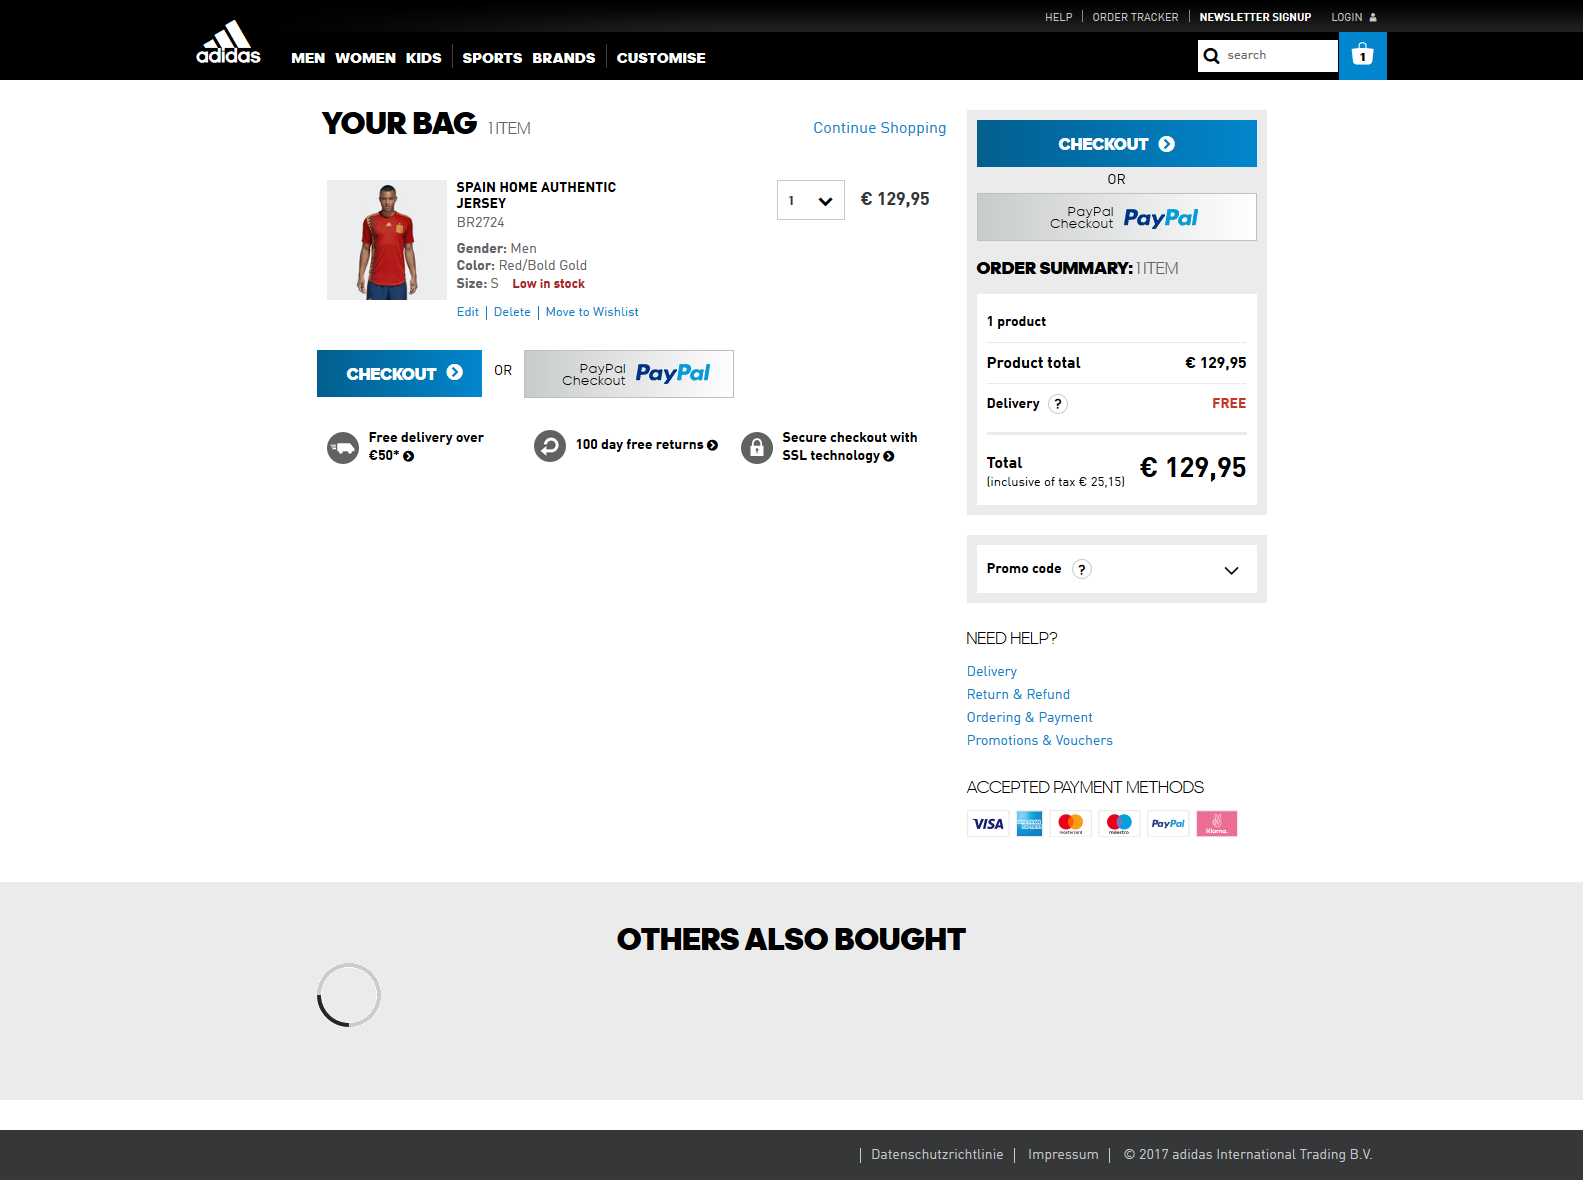 HELP
ORDER TRACKER
NEWSLETTER SIGNUP
LOGIN
adidas
MEN WOMEN KIDS SPORTS BRANDS CUSTOMISE
search
1
YOUR BAG 1 ITEM
Continue Shopping
SPAIN HOME AUTHENTIC
JERSEY
BR2724
Gender: Men
Color: Red/Bold Gold
Size: S Low in stock
Edit | Delete | Move to Wishlist
1
€ 129,95
CHECKOUT
OR
PayPal
Checkout
PayPal
Free delivery over
€50*
100 day free returns
Secure checkout with
SSL technology
CHECKOUT
OR
PayPal
Checkout
PayPal
ORDER SUMMARY: 1 ITEM
1 product
Product total € 129,95
Delivery ? FREE
Total € 129,95
(inclusive of tax € 25,15)
Promo code ?
NEED HELP?
Delivery
Return & Refund
Ordering & Payment
Promotions & Vouchers
ACCEPTED PAYMENT METHODS
VISA
mastercard
maestro
PayPal
Klarna.
OTHERS ALSO BOUGHT
| Datenschutzrichtlinie | Impressum | © 2017 adidas International Trading B.V.